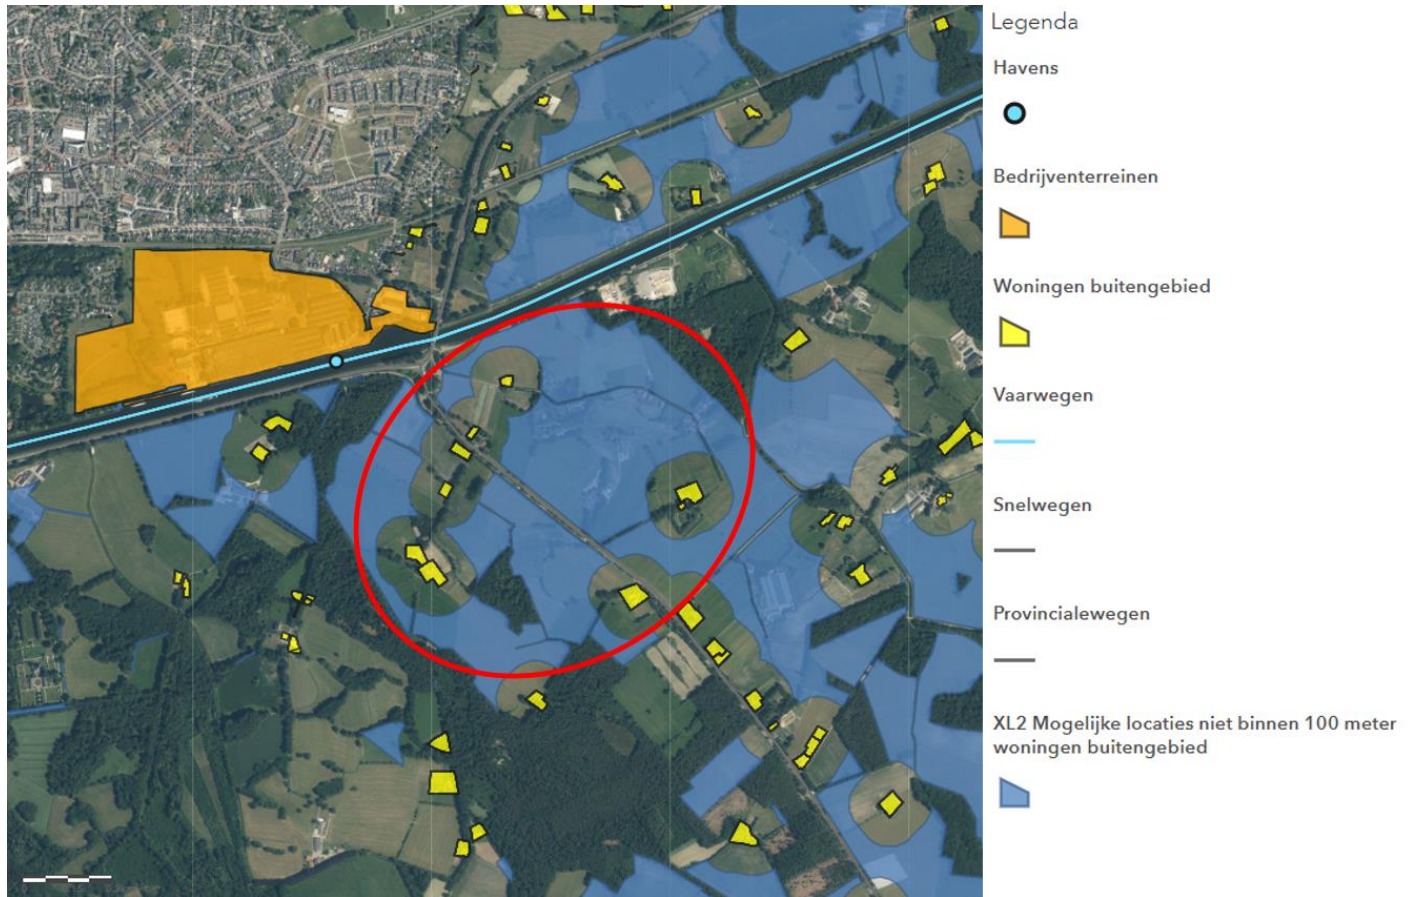 Legenda
Havens
Bedrijventerreinen
Woningen buitengebied
Vaarwegen
Snelwegen
Provincialewegen
XL2 Mogelijke locaties niet binnen 100 meter
woningen buitengebied